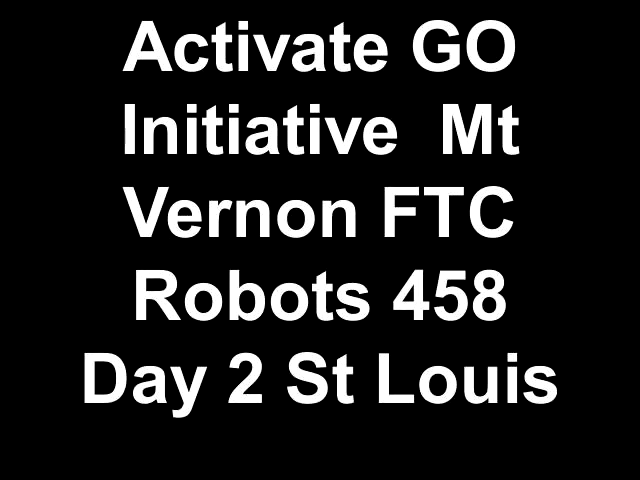 Activate GO
Initiative  Mt
Vernon FTC
Robots 458
Day 2 St Louis